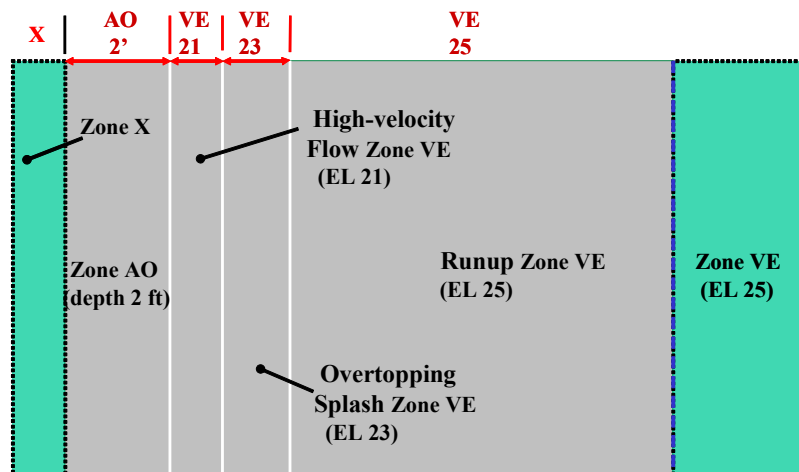 X
AO
2’
VE
21
VE
23
VE
25
Zone X
High-velocity
Flow Zone VE
(EL 21)
Zone AO
(depth 2 ft)
Runup Zone VE
(EL 25)
Zone VE
(EL 25)
Overtopping
Splash Zone VE
(EL 23)